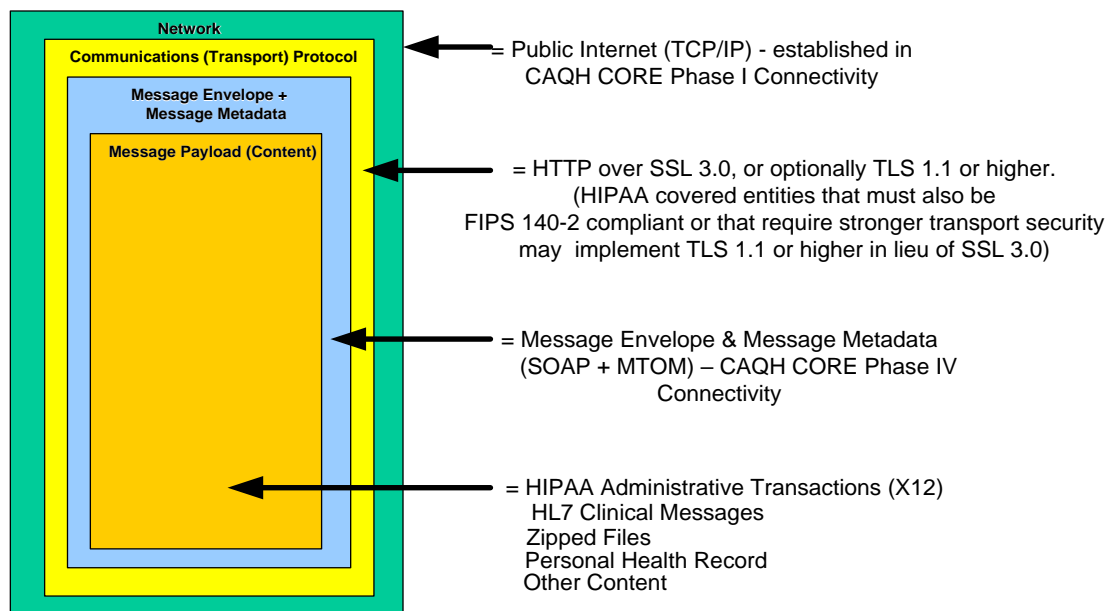 Network
Communications (Transport) Protocol
Message Envelope +
Message Metadata
Message Payload (Content)
= Public Internet (TCP/IP) - established in
CAQH CORE Phase I Connectivity
= HTTP over SSL 3.0, or optionally TLS 1.1 or higher.
(HIPAA covered entities that must also be
FIPS 140-2 compliant or that require stronger transport security
may implement TLS 1.1 or higher in lieu of SSL 3.0)
= Message Envelope & Message Metadata
(SOAP + MTOM) – CAQH CORE Phase IV
Connectivity
= HIPAA Administrative Transactions (X12)
HL7 Clinical Messages
Zipped Files
Personal Health Record
Other Content